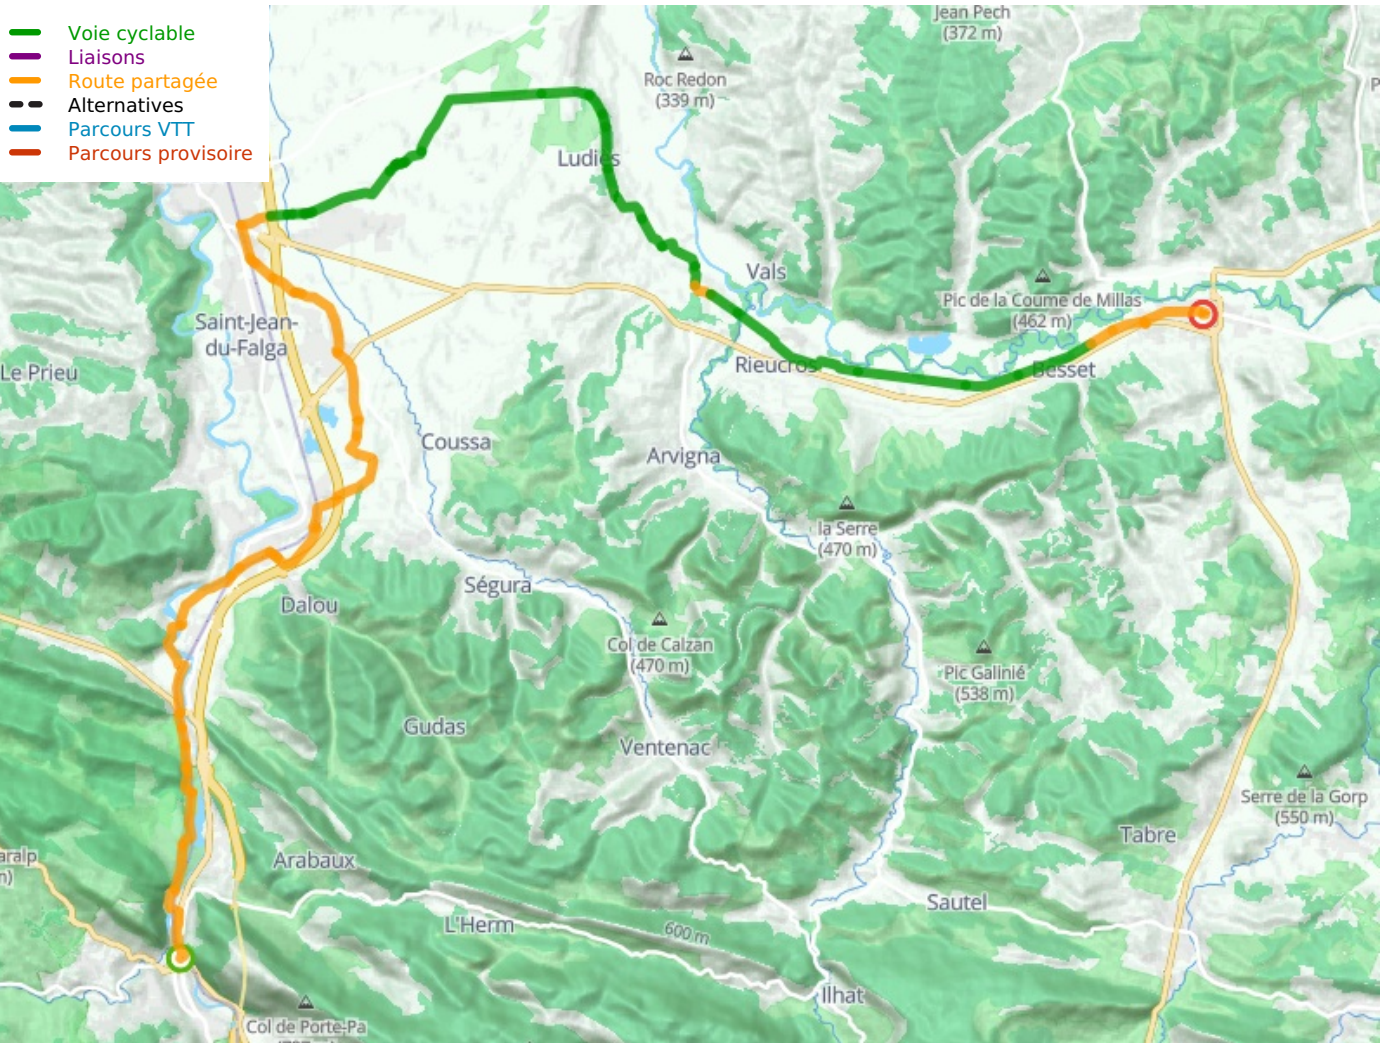 Voie cyclable
Liaisons
Route partagée
Alternatives
Parcours VTT
Parcours provisoire
Jean Pech
(372 m)
Roc Redon
(339 m)
Ludiès
Vals
Pic de la Coume de Millas
(462 m)
Saint-Jean-
du-Falga
Le Prieu
Rieucros
Besset
Coussa
Arvigna
la Serre
(470 m)
Ségura
Dalou
Col de Calzan
(470 m)
Pic Galinié
(538 m)
Gudas
Ventenac
Serre de la Gorp
(550 m)
Tabre
Arabaux
Sautel
L'Herm
600 m
Ilhat
Col de Porte-Pa